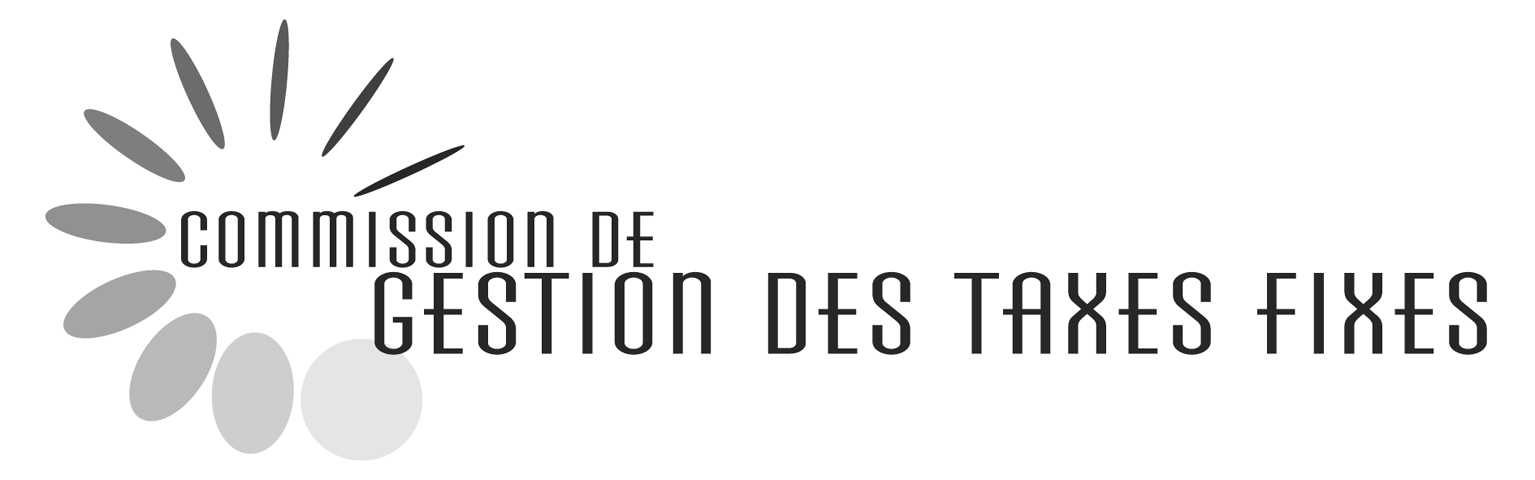 COMMISSION DE
GESTION DES TAXES FIXES